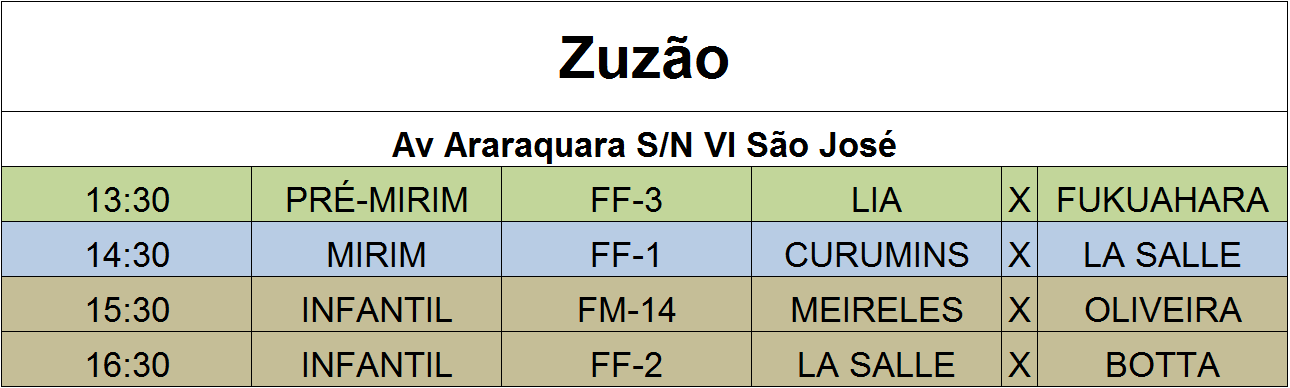 Zuzão
Av Araraquara S/N Vl São José
13:30 PRÉ-MIRIM FF-3 LIA X FUKUAHARA
14:30 MIRIM FF-1 CURUMINS X LA SALLE
15:30 INFANTIL FM-14 MEIRELES X OLIVEIRA
16:30 INFANTIL FF-2 LA SALLE X BOTTA